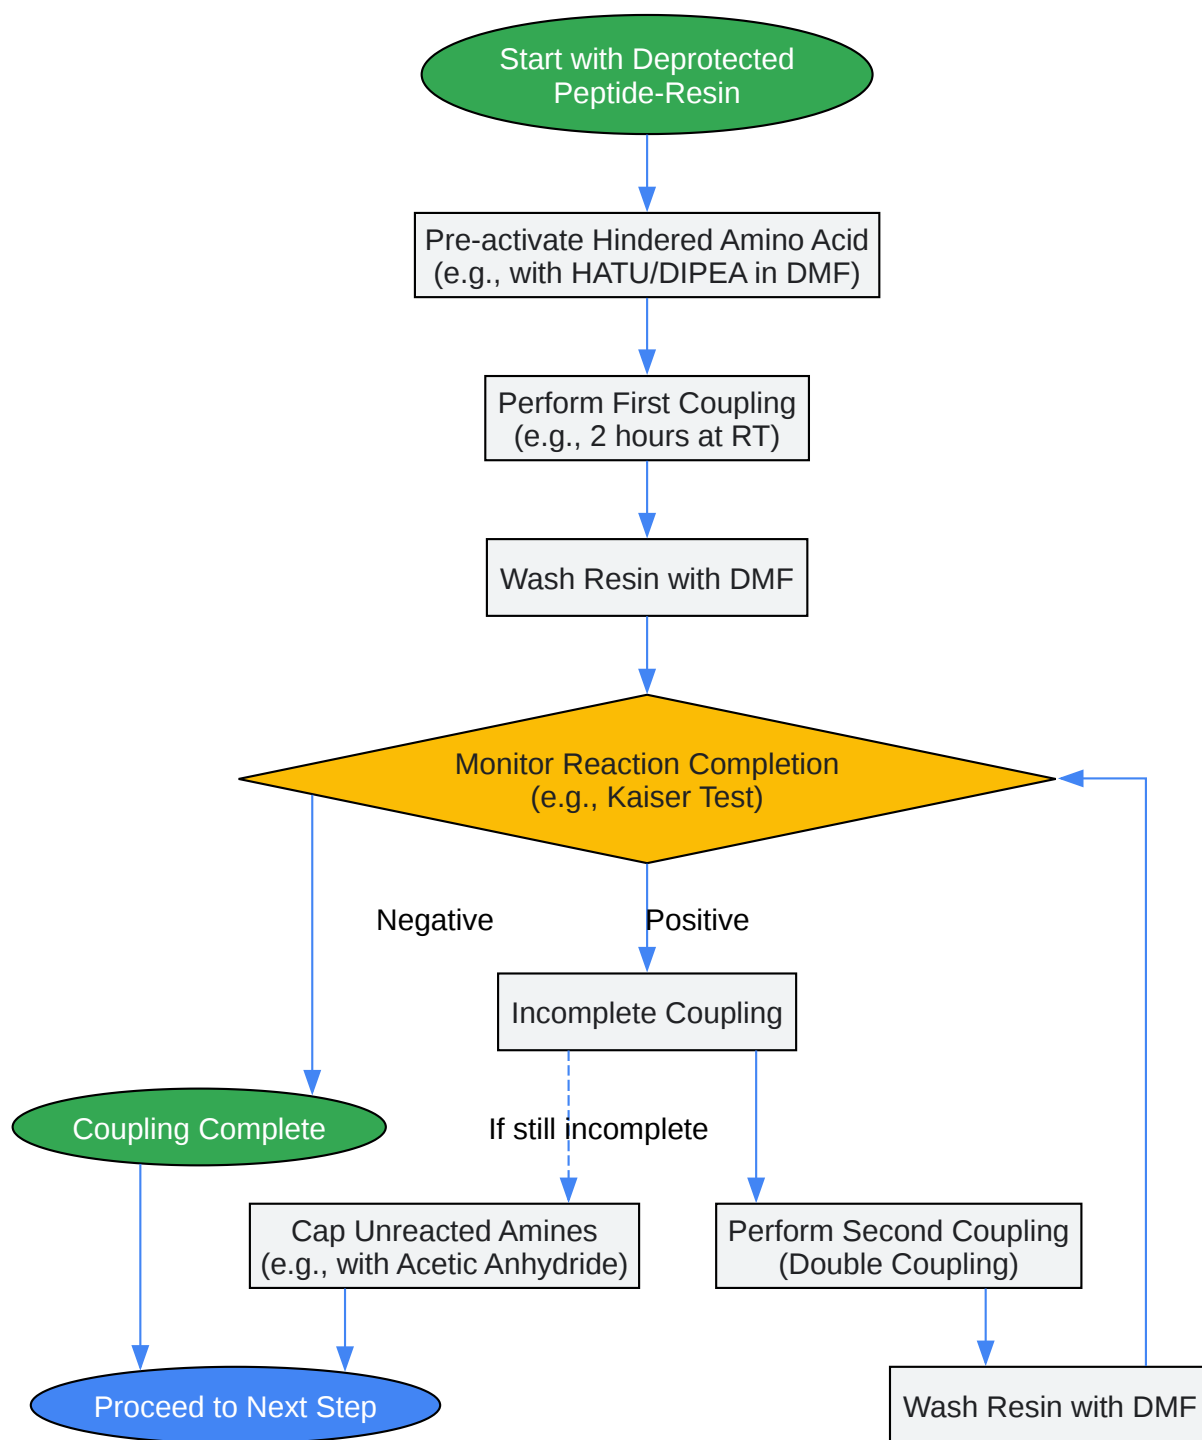 Start with Deprotected
Peptide-Resin
Pre-activate Hindered Amino Acid
(e.g., with HATU/DIPEA in DMF)
Perform First Coupling
(e.g., 2 hours at RT)
Wash Resin with DMF
Monitor Reaction Completion
(e.g., Kaiser Test)
Negative
Positive
Incomplete Coupling
Coupling Complete
If still incomplete
Cap Unreacted Amines
(e.g., with Acetic Anhydride)
Perform Second Coupling
(Double Coupling)
Proceed to Next Step
Wash Resin with DMF